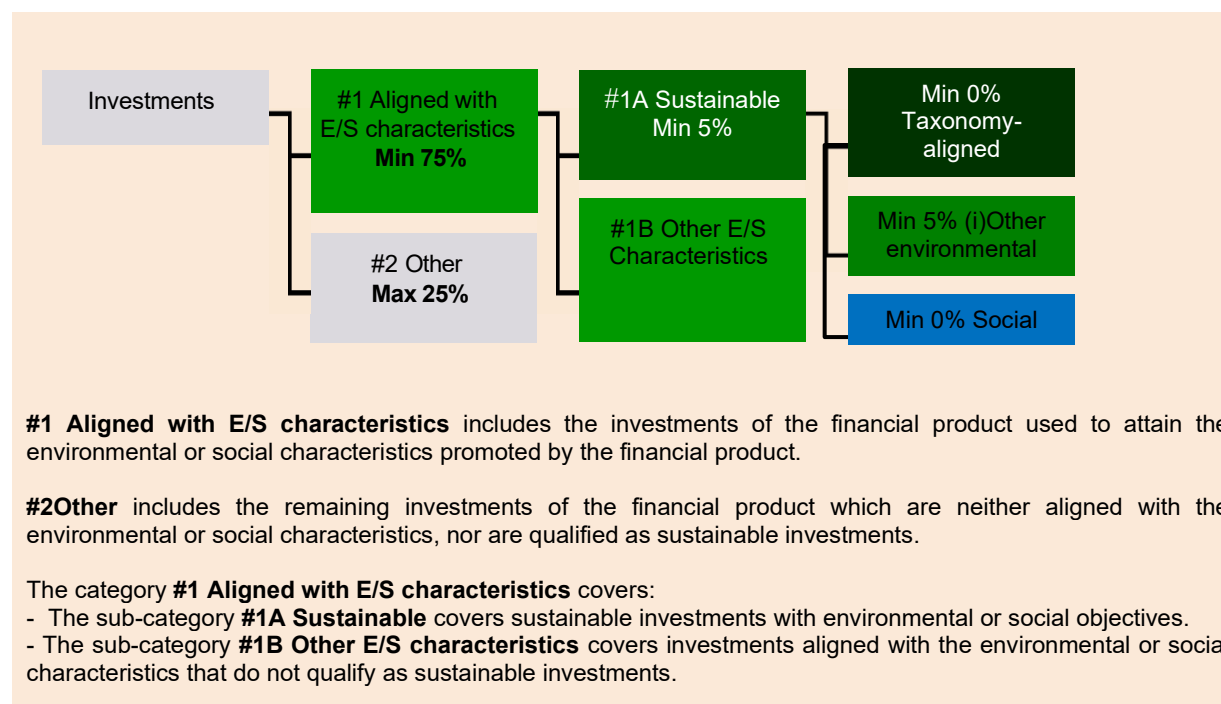 Investments
#1 Aligned with
E/S characteristics
Min 75%
#2 Other
Max 25%
#1A Sustainable
Min 5%
#1B Other E/S
Characteristics
Min 0%
Taxonomy-
aligned
Min 5% (i)Other
environmental
Min 0% Social
#1 Aligned with E/S characteristics includes the investments of the financial product used to attain the
environmental or social characteristics promoted by the financial product.
#2Other includes the remaining investments of the financial product which are neither aligned with the
environmental or social characteristics, nor are qualified as sustainable investments.
The category #1 Aligned with E/S characteristics covers:
- The sub-category #1A Sustainable covers sustainable investments with environmental or social objectives.
- The sub-category #1B Other E/S characteristics covers investments aligned with the environmental or social
characteristics that do not qualify as sustainable investments.